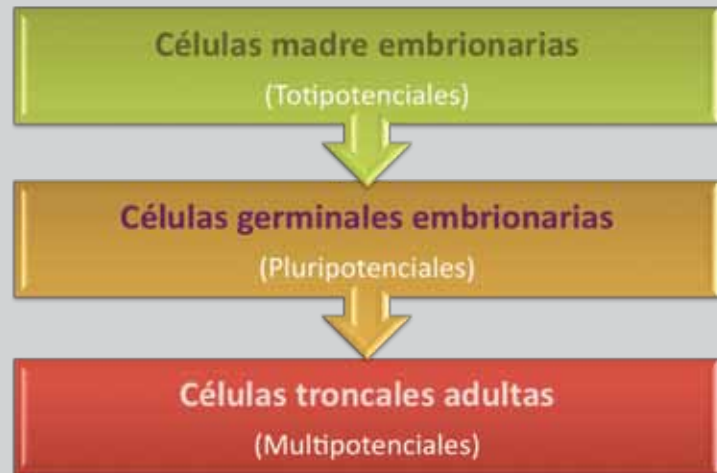 Células madre embrionarias
(Totipotenciales)
Células germinales embrionarias
(Pluripotenciales)
Células troncales adultas
(Multipotenciales)